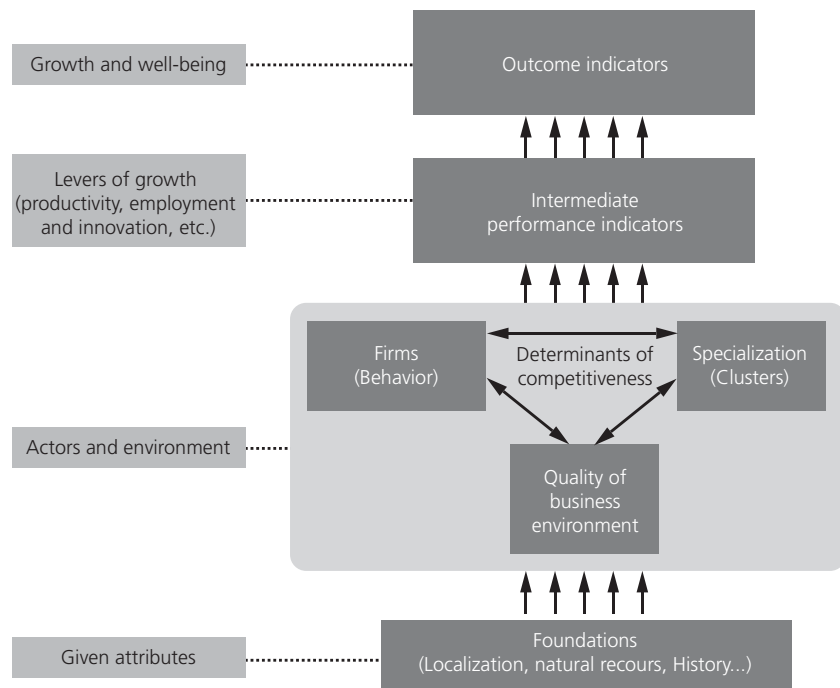 Growth and well-being
Outcome indicators
Levers of growth
(productivity, employment
and innovation, etc.)
Intermediate
performance indicators
Firms
(Behavior)
Determinants of
competitiveness
Specialization
(Clusters)
Actors and environment
Quality of
business
environment
Given attributes
Foundations
(Localization, natural recours, History...)